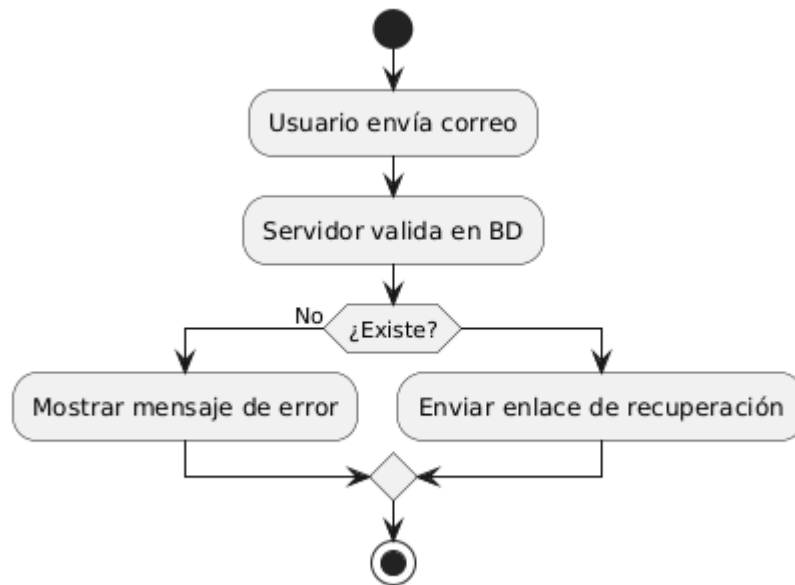 Usuario envía correo
Servidor valida en BD
No
¿Existe?
Mostrar mensaje de error
Enviar enlace de recuperación